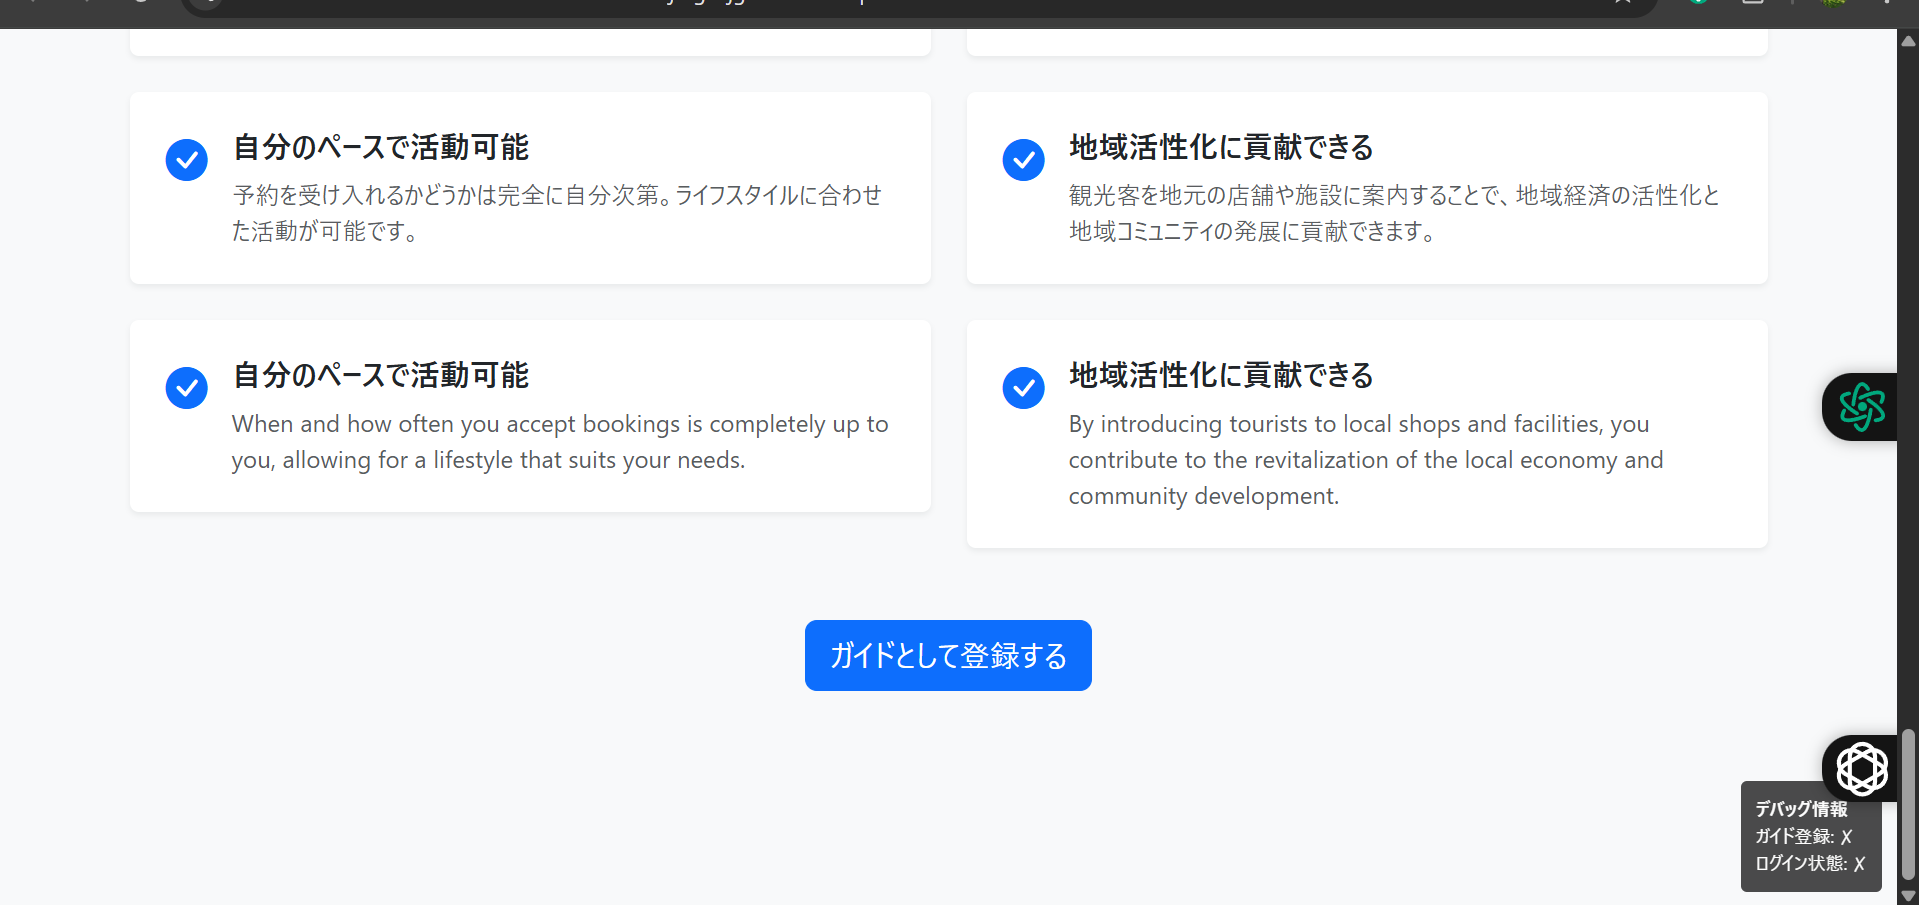 自分のペースで活動可能
予約を受け入れるかどうかは完全に自分次第。ライフスタイルに合わせ
た活動が可能です。
地域活性化に貢献できる
観光客を地元の店舗や施設に案内することで、地域経済の活性化と
地域コミュニティの発展に貢献できます。
自分のペースで活動可能
When and how often you accept bookings is completely up to
you, allowing for a lifestyle that suits your needs.
地域活性化に貢献できる
By introducing tourists to local shops and facilities, you
contribute to the revitalization of the local economy and
community development.
ガイドとして登録する
デバッグ情報
ガイド登録: ✗
ログイン状態: ✗